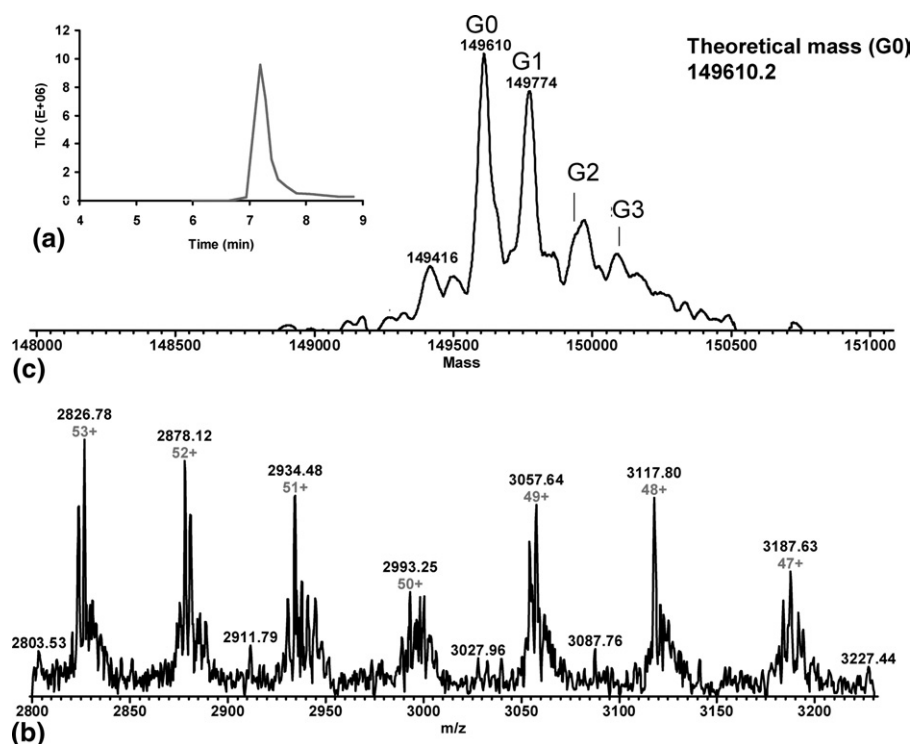 12
10
8
6
4
2
0
TIC (E+06)
4 5 6 7 8 9
Time (min)
(a)
G0
149610
G1
149774
G2
G3
149416
Theoretical mass (G0)
149610.2
148000 148500 149000 149500 150000 150500 151000
Mass
(c)
2826.78
53+
2878.12
52+
2934.48
51+
2993.25
50+
3057.64
49+
3117.80
48+
3187.63
47+
2803.53
2911.79
3027.96
3087.76
3227.44
2800 2850 2900 2950 3000 3050 3100 3150 3200
m/z
(b)